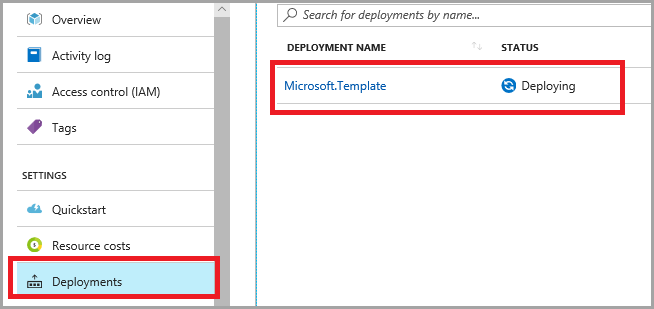 Overview
Activity log
Access control (IAM)
Tags
SETTINGS
Quickstart
Resource costs
Deployments
Search for deployments by name...
DEPLOYMENT NAME STATUS
Microsoft.Template Deploying